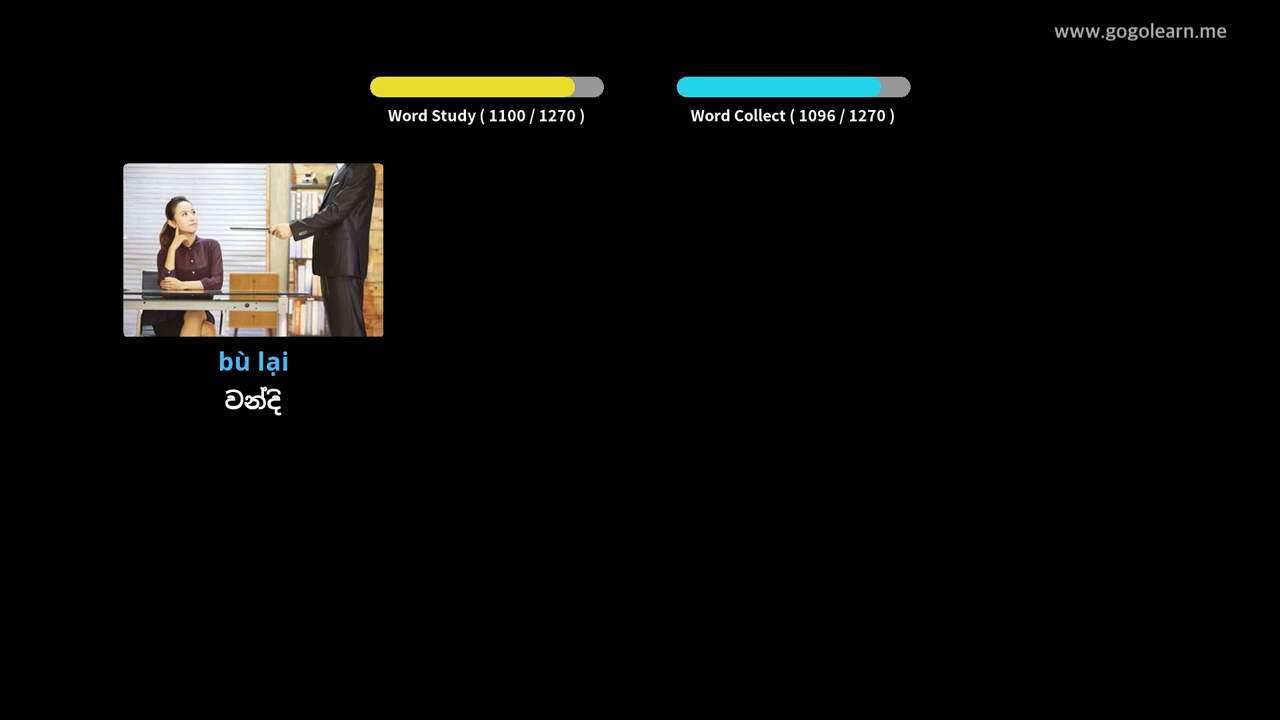 www.gogolearn.me
Word Study ( 1100 / 1270 )
Word Collect ( 1096 / 1270 )
bù lại
වන්දි